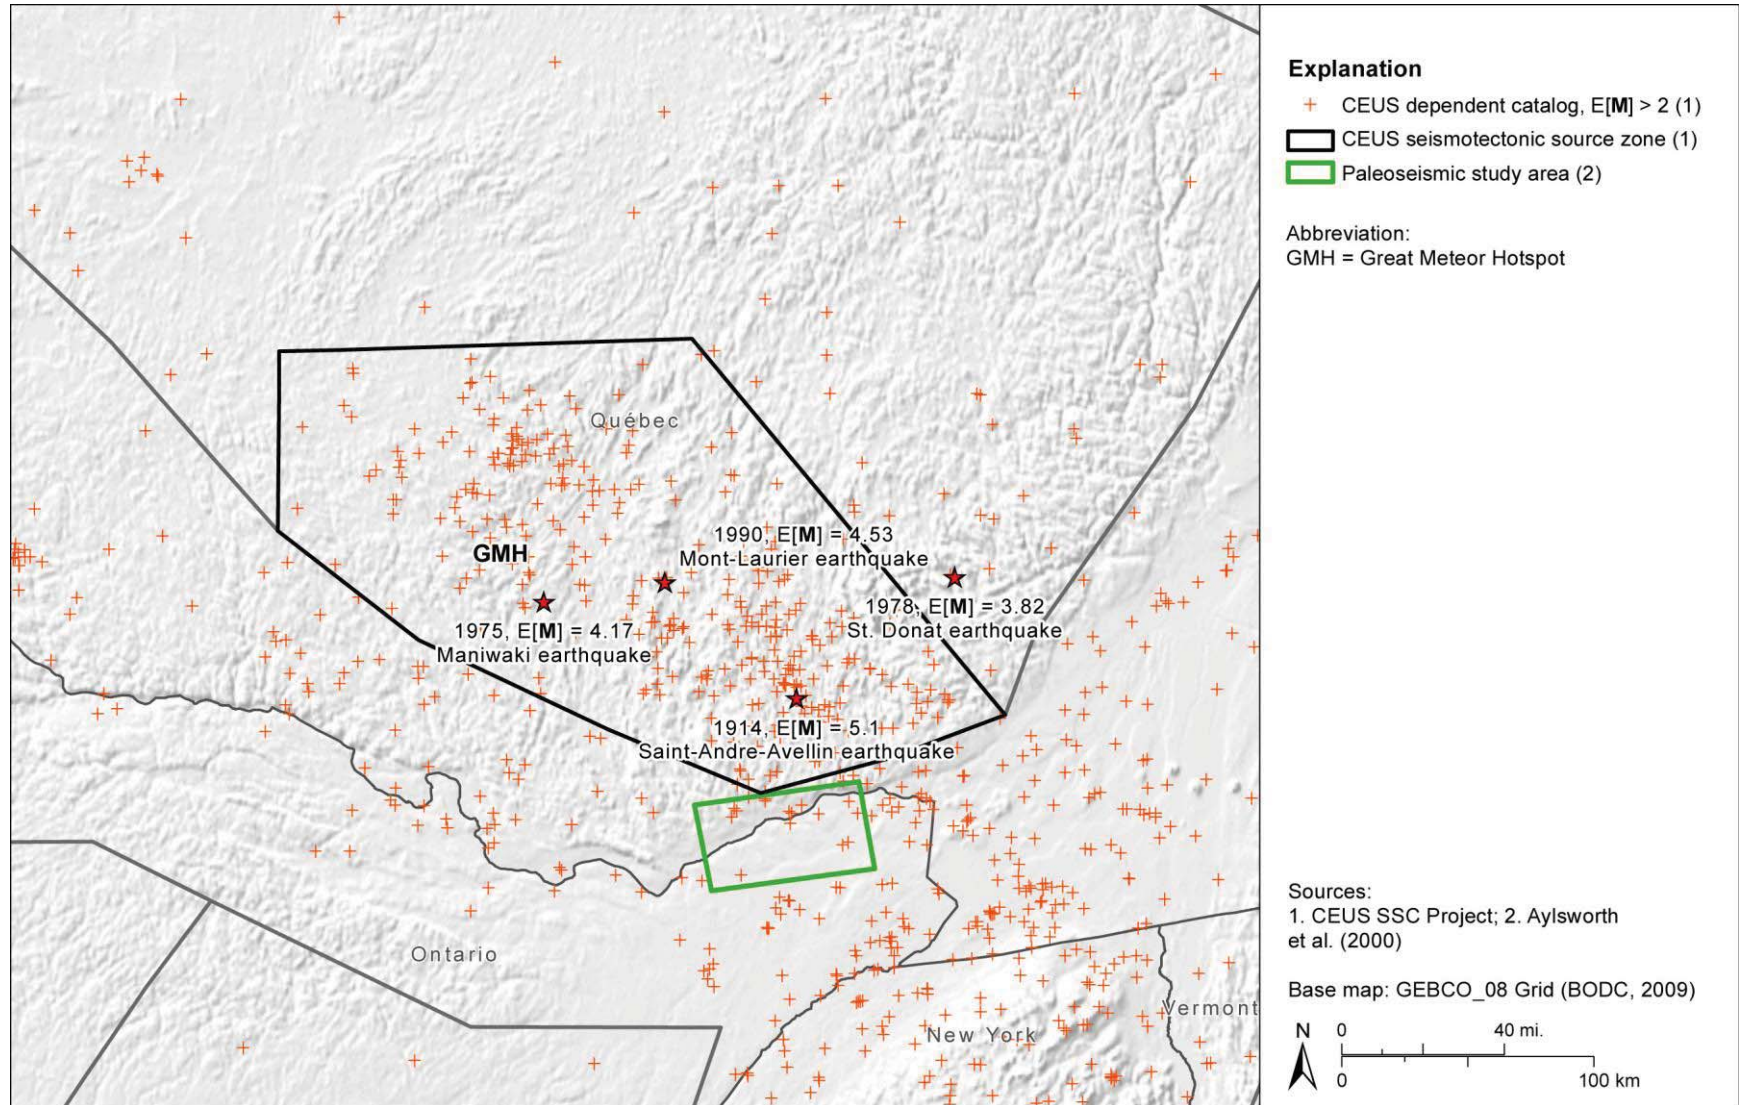 Québec
1990, E[M] = 4.53
Mont-Laurier earthquake
GMH
1978, E[M] = 3.82
St. Donat earthquake
1975, E[M] = 4.17
Maniwaki earthquake
1914, E[M] = 5.1
Saint-Andre-Avellin earthquake
Ontario
New York
Vermont
Explanation
CEUS dependent catalog, E[M] > 2 (1)
CEUS seismotectonic source zone (1)
Paleoseismic study area (2)
Abbreviation:
GMH = Great Meteor Hotspot
Sources:
1. CEUS SSC Project; 2. Aylsworth
et al. (2000)
Base map: GEBCO_08 Grid (BODC, 2009)
N 0 40 mi.
0 100 km